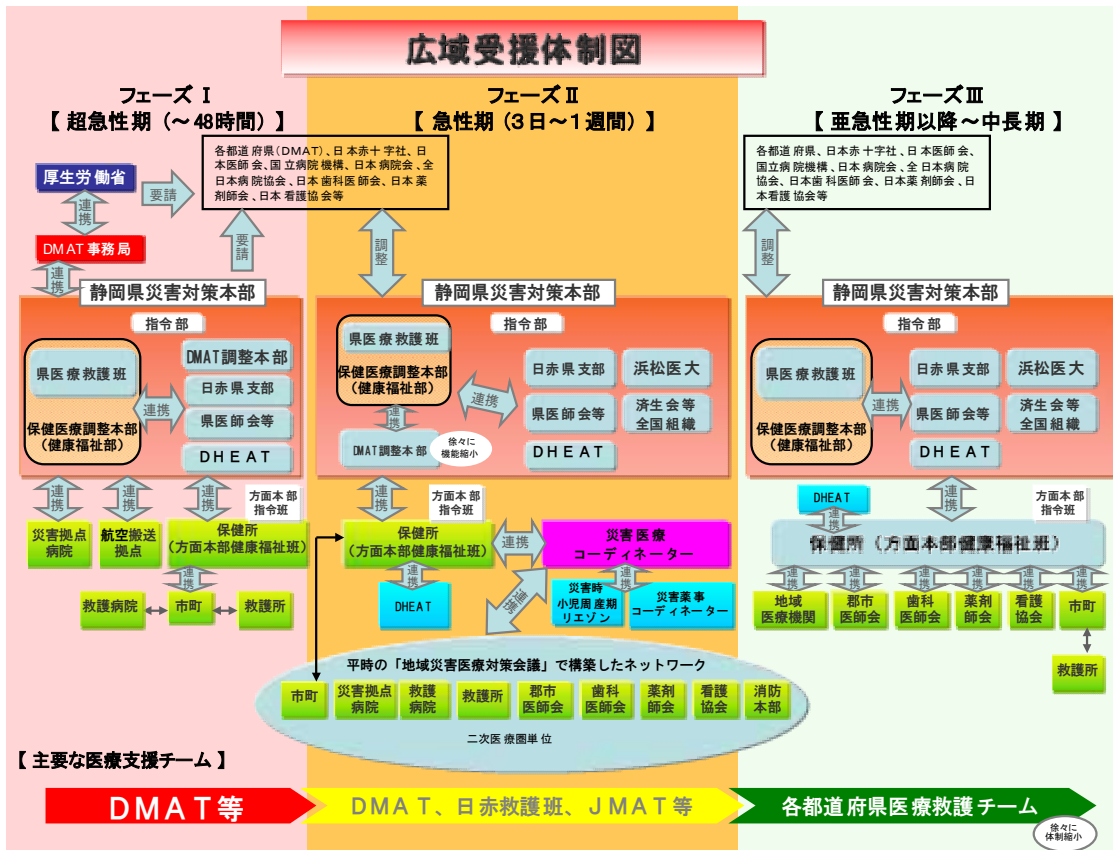 広域受援体制図
フェーズⅠ
【 超急性期(~48時間)】
フェーズⅡ
【 急性期(3日~1週間)】
フェーズⅢ
【 亜急性期以降~中長期 】
厚生労働省
要請
連携
DMAT事務局
連携
各都道府県(DMAT)、日本赤十字社、日
本医師会、国立病院機構、日本病院会、全
日本病院協会、日本歯科医師会、日本薬
剤師会、日本看護協会等
要請
調整
各都道府県、日本赤十字社、日本医師会、
国立病院機構、日本病院会、全日本病院
協会、日本歯科医師会、日本薬剤師会、日
本看護協会等
調整
静岡県災害対策本部
指令部
県医療救護班
保健医療調整本部
(健康福祉部)
連携
DMAT調整本部
日赤県支部
県医師会等
DHEAT
静岡県災害対策本部
指令部
県医療救護班
保健医療調整本部
(健康福祉部)
連携
DMAT調整本部
徐々に
機能縮小
連携
日赤県支部
浜松医大
県医師会等
済生会等
全国組織
DHEAT
静岡県災害対策本部
指令部
県医療救護班
保健医療調整本部
(健康福祉部)
連携
日赤県支部
浜松医大
県医師会等
済生会等
全国組織
DHEAT
連携
連携
連携
方面本部
指令班
災害拠点
病院
航空搬送
拠点
保健所
(方面本部健康福祉班)
連携
救護病院
市町
救護所
連携
方面本部
指令班
保健所
(方面本部健康福祉班)
連携
災害医療
コーディネーター
連携
DHEAT
連携
連携
災害時
小児周産期
リエゾン
災害薬事
コーディネーター
平時の「地域災害医療対策会議」で構築したネットワーク
市町
災害拠点
病院
救護
病院
救護所
郡市
医師会
歯科
医師会
薬剤
師会
看護
協会
消防
本部
二次医療圏単位
DHEAT
連携
連携
方面本部
指令班
保健所(方面本部健康福祉班)
連携
連携
連携
連携
連携
連携
地域
医療機関
郡市
医師会
歯科
医師会
薬剤
師会
看護
協会
市町
救護所
【 主要な医療支援チーム 】
DMAT等
DMAT、日赤救護班、JMAT等
各都道府県医療救護チーム
徐々に
体制縮小